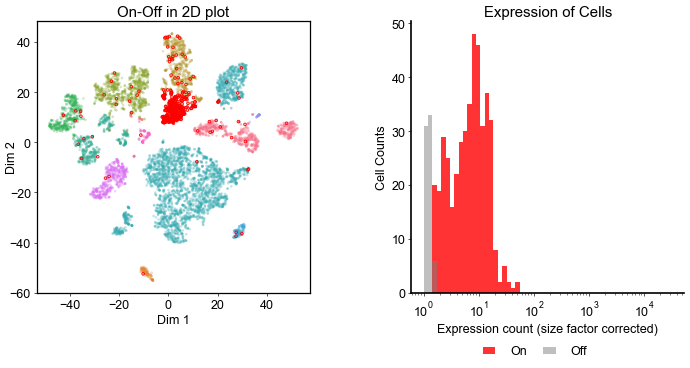 On-Off in 2D plot
Dim 2
40
20
0
−20
−40
−60
−40 −20 0 20 40
Dim 1
Expression of Cells
Cell Counts
50
40
30
20
10
0
10⁰ 10¹ 10² 10³ 10⁴
Expression count (size factor corrected)
On Off